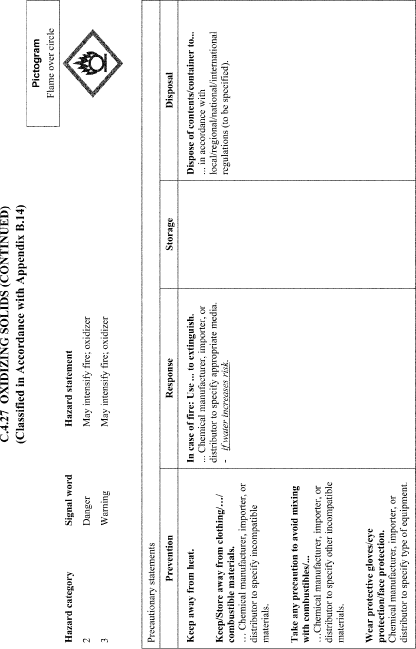 C.4.27 OXIDIZING SOLIDS (CONTINUED)
(Classified in Accordance with Appendix B.14)
Pictogram
Flame over circle
Hazard category Signal word Hazard statement
2 Danger May intensify fire; oxidizer
3 Warning May intensify fire; oxidizer
Precautionary statements
Prevention Response Storage Disposal
Keep away from heat.
Keep/Store away from clothing/…/
combustible materials.
… Chemical manufacturer, importer, or
distributor to specify incompatible
materials.
Take any precaution to avoid mixing
with combustibles/...
…Chemical manufacturer, importer, or
distributor to specify other incompatible
materials.
Wear protective gloves/eye
protection/face protection.
Chemical manufacturer, importer, or
distributor to specify type of equipment.
In case of fire: Use ... to extinguish.
... Chemical manufacturer, importer, or
distributor to specify appropriate media.
- if water increases risk.
Dispose of contents/container to...
... in accordance with
local/regional/national/international
regulations (to be specified).